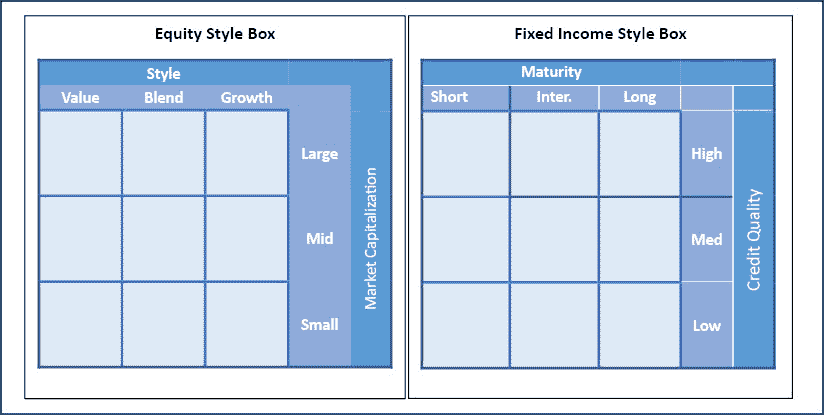 Equity Style Box
Style
Value Blend Growth
Large
Mid
Small
Market Capitalization
Fixed Income Style Box
Maturity
Short Inter. Long
High
Med
Low
Credit Quality